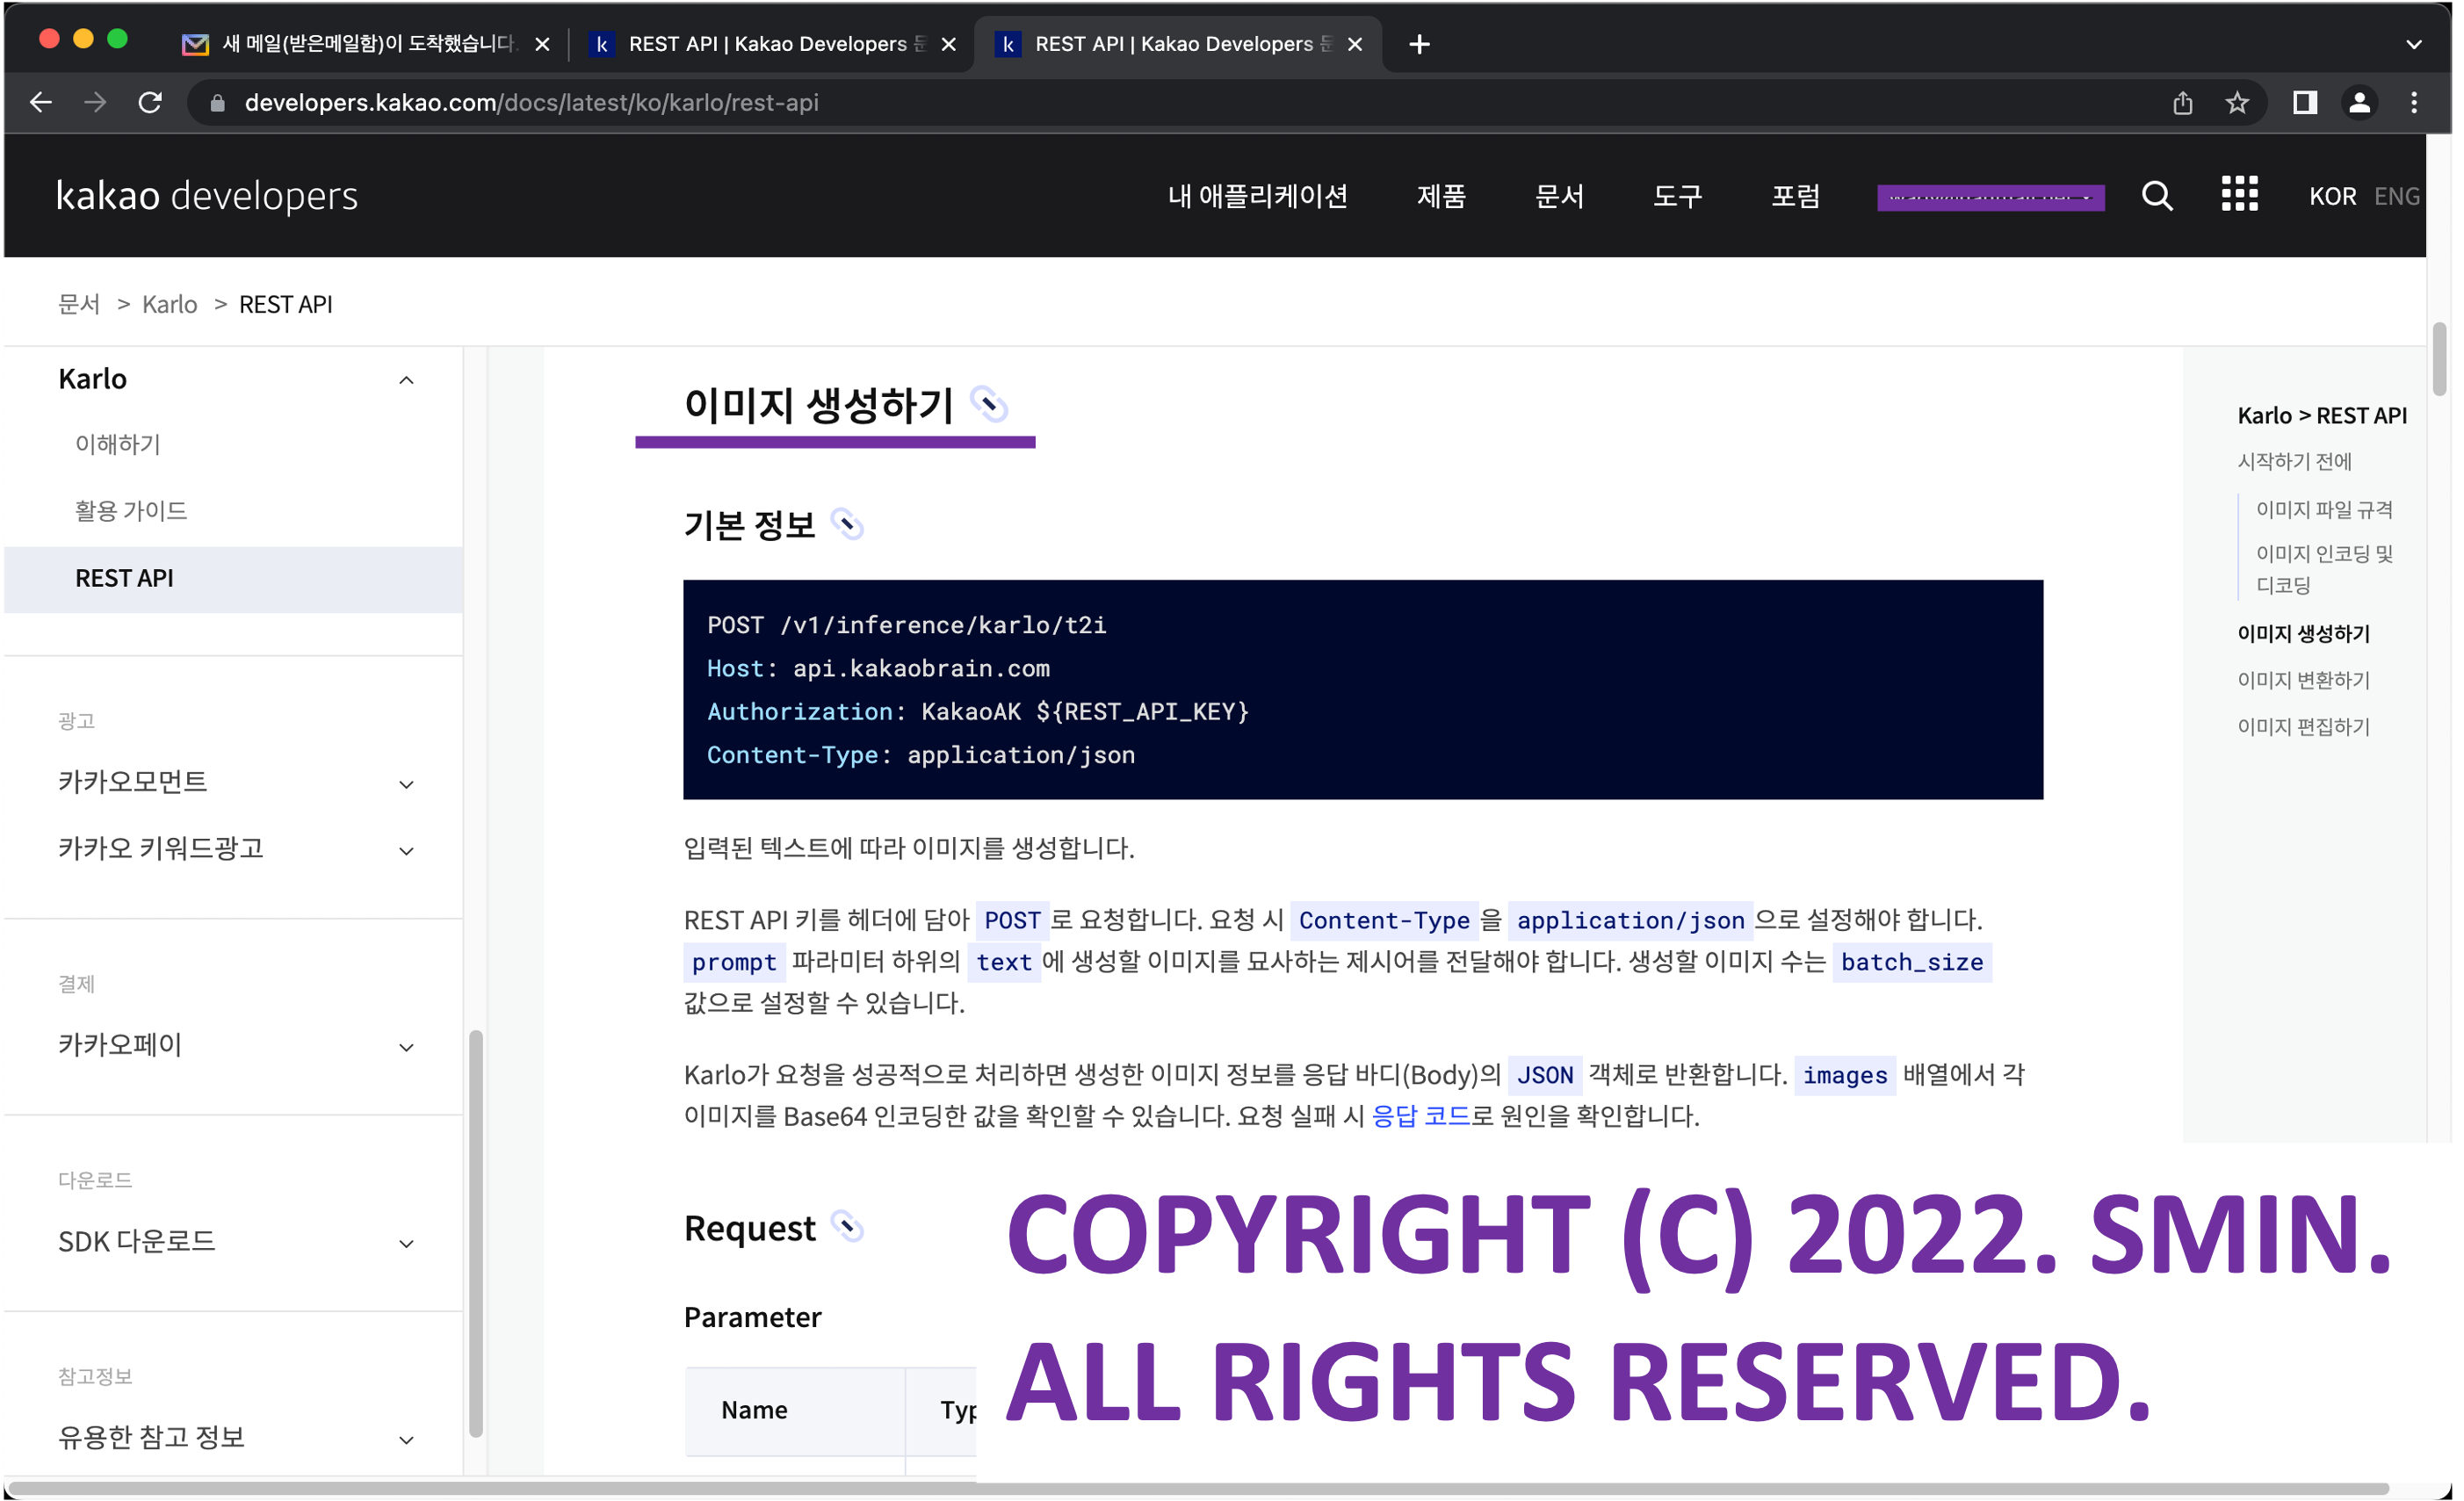 새 메일(받은메일함)이 도착했습니다.
REST API | Kakao Developers 문
REST API | Kakao Developers 문
developers.kakao.com/docs/latest/ko/karlo/rest-api
kakao developers
내 애플리케이션 제품 문서 도구 포럼 KOR ENG
문서 > Karlo > REST API
Karlo
이해하기
활용 가이드
REST API
광고
카카오모먼트
카카오 키워드광고
결제
카카오페이
다운로드
SDK 다운로드
참고정보
유용한 참고 정보
이미지 생성하기
기본 정보
POST /v1/inference/karlo/t2i
Host: api.kakaobrain.com
Authorization: KakaoAK ${REST_API_KEY}
Content-Type: application/json
입력된 텍스트에 따라 이미지를 생성합니다.
REST API 키를 헤더에 담아 POST로 요청합니다. 요청 시 Content-Type을 application/json으로 설정해야 합니다.
prompt 파라미터 하위의 text에 생성할 이미지를 묘사하는 제시어를 전달해야 합니다. 생성할 이미지 수는 batch_size
값으로 설정할 수 있습니다.
Karlo가 요청을 성공적으로 처리하면 생성한 이미지 정보를 응답 바디(Body)의 JSON 객체로 반환합니다. images 배열에서 각
이미지를 Base64 인코딩한 값을 확인할 수 있습니다. 요청 실패 시 응답 코드로 원인을 확인합니다.
Request
Parameter
Name Typ
Karlo > REST API
시작하기 전에
이미지 파일 규격
이미지 인코딩 및
디코딩
이미지 생성하기
이미지 변환하기
이미지 편집하기
COPYRIGHT (C) 2022. SMIN.
ALL RIGHTS RESERVED.